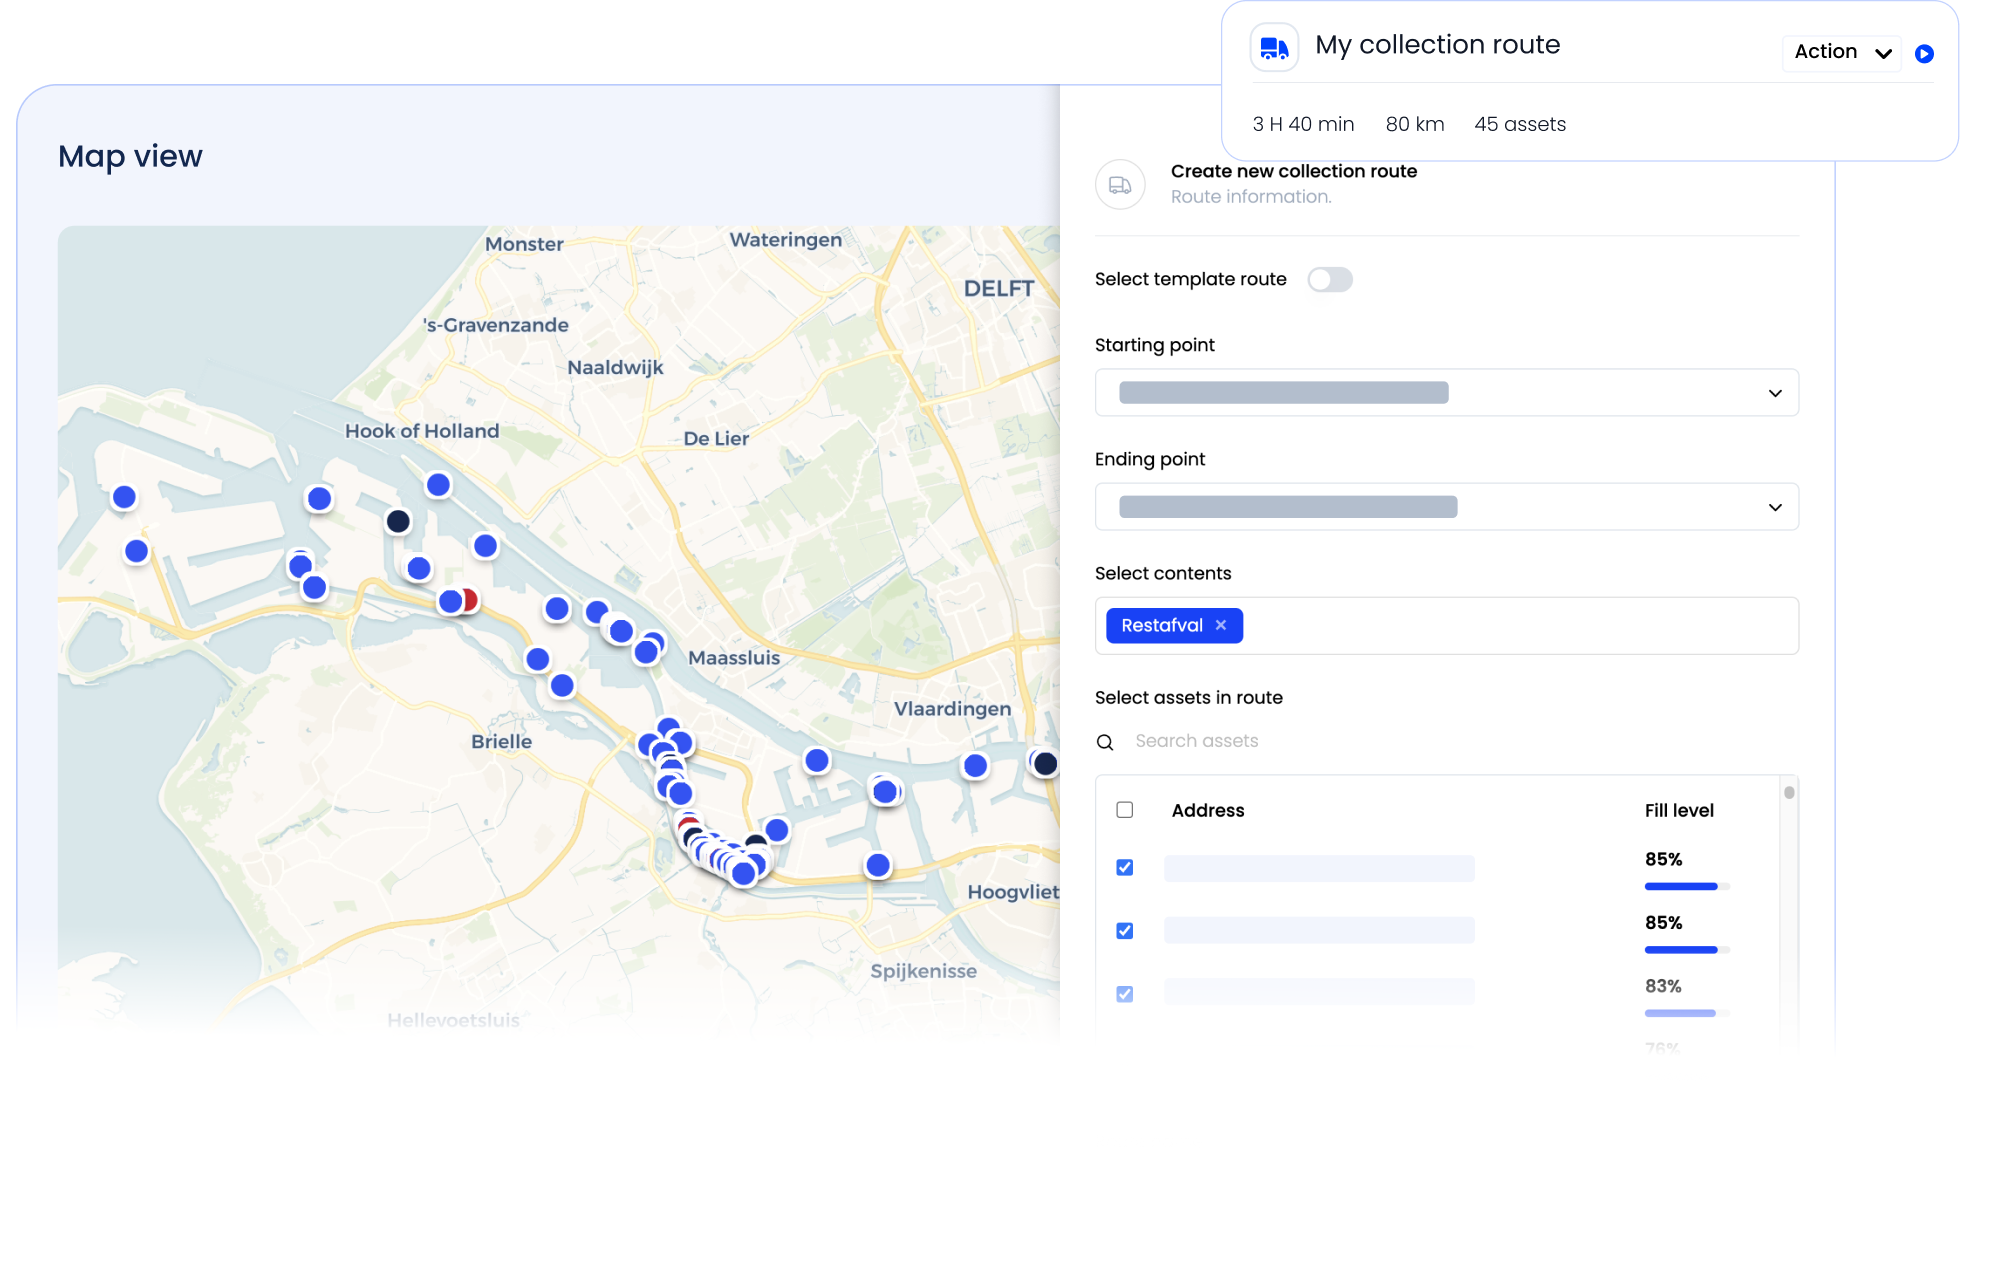 My collection route
Action
3 H 40 min 80 km 45 assets
Map view
Monster
Wateringen
DELFT
's-Gravenzande
Naaldwijk
Hook of Holland
De Lier
Maassluis
Vlaardingen
Brielle
Hoogvliet
Spijkenisse
Hellevoetsluis
Create new collection route
Route information.
Select template route
Starting point
Ending point
Select contents
Restafval ×
Select assets in route
Search assets
Address Fill level
85%
85%
83%
76%